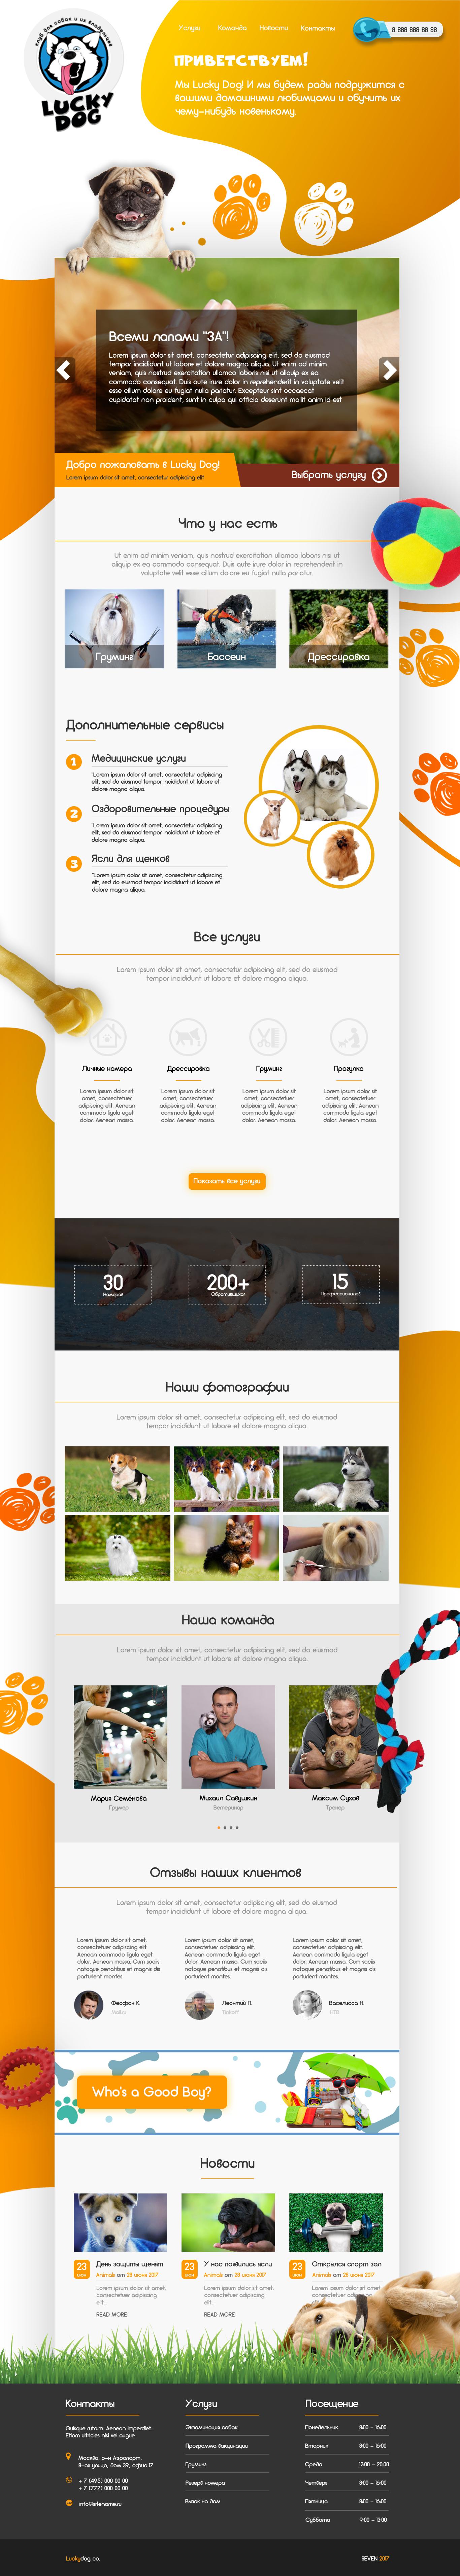 клуб для собак и их владельцев
LUCKY
DOG
Услуги
Команда
Новости
Контакты
8 888 888 88 88
ПРИВЕТСТВУЕМ!
Мы Lucky Dog! И мы будем рады подружится с
вашими домашними любимцами и обучить их
чему-нибудь новенькому.
Всеми лапами "ЗА"!
Lorem ipsum dolor sit amet, consectetur adipiscing elit, sed do eiusmod
tempor incididunt ut labore et dolore magna aliqua. Ut enim ad minim
veniam, quis nostrud exercitation ullamco laboris nisi ut aliquip ex ea
commodo consequat. Duis aute irure dolor in reprehenderit in voluptate velit
esse cillum dolore eu fugiat nulla pariatur. Excepteur sint occaecat
cupidatat non proident, sunt in culpa qui officia deserunt mollit anim id est
Добро пожаловать в Lucky Dog!
Lorem ipsum dolor sit amet, consectetur adipiscing elit
Выбрать услугу
Что у нас есть
Ut enim ad minim veniam, quis nostrud exercitation ullamco laboris nisi ut
aliquip ex ea commodo consequat. Duis aute irure dolor in reprehenderit in
voluptate velit esse cillum dolore eu fugiat nulla pariatur.
Груминг
Бассеин
Дрессировка
Дополнительные сервисы
1
Медицинские услуги
"Lorem ipsum dolor sit amet, consectetur adipiscing
elit, sed do eiusmod tempor incididunt ut labore et
dolore magna aliqua.
2
Оздоровительные процедуры
"Lorem ipsum dolor sit amet, consectetur adipiscing
elit, sed do eiusmod tempor incididunt ut labore et
dolore magna aliqua.
3
Ясли для щенков
"Lorem ipsum dolor sit amet, consectetur adipiscing
elit, sed do eiusmod tempor incididunt ut labore et
dolore magna aliqua.
Все услуги
Lorem ipsum dolor sit amet, consectetur adipiscing elit, sed do eiusmod
tempor incididunt ut labore et dolore magna aliqua.
Личные номера
Lorem ipsum dolor sit
amet, consectetuer
adipiscing elit. Aenean
commodo ligula eget
dolor. Aenean massa.
Дрессировка
Lorem ipsum dolor sit
amet, consectetuer
adipiscing elit. Aenean
commodo ligula eget
dolor. Aenean massa.
Груминг
Lorem ipsum dolor sit
amet, consectetuer
adipiscing elit. Aenean
commodo ligula eget
dolor. Aenean massa.
Прогулка
Lorem ipsum dolor sit
amet, consectetuer
adipiscing elit. Aenean
commodo ligula eget
dolor. Aenean massa.
Показать все услуги
30
Номеров
200+
Обратившихся
15
Профессионалов
Наши фотографии
Lorem ipsum dolor sit amet, consectetur adipiscing elit, sed do eiusmod
tempor incididunt ut labore et dolore magna aliqua.
Наша команда
Lorem ipsum dolor sit amet, consectetur adipiscing elit, sed do eiusmod
tempor incididunt ut labore et dolore magna aliqua.
Мария Семёнова
Грумер
Михаил Савушкин
Ветеринар
Максим Сухов
Тренер
Отзывы наших клиентов
Lorem ipsum dolor sit amet, consectetur adipiscing elit, sed do eiusmod
tempor incididunt ut labore et dolore magna aliqua.
Lorem ipsum dolor sit amet,
consectetuer adipiscing elit.
Aenean commodo ligula eget
dolor. Aenean massa. Cum sociis
natoque penatibus et magnis dis
parturient montes.
Феофан К.
Lorem ipsum dolor sit amet,
consectetuer adipiscing elit.
Aenean commodo ligula eget
dolor. Aenean massa. Cum sociis
natoque penatibus et magnis dis
parturient montes.
Леонтий П.
Lorem ipsum dolor sit amet,
consectetuer adipiscing elit.
Aenean commodo ligula eget
dolor. Aenean massa. Cum sociis
natoque penatibus et magnis dis
parturient montes.
Васелисса Н.
НТВ
Who's a Good Boy?
Новости
23
День защиты щенят
Animals от 28 июня 2017
Lorem ipsum dolor sit amet,
consectetuer adipiscing
elit...
READ MORE
23
У нас появились ясли
Animals от 28 июня 2017
Lorem ipsum dolor sit amet,
consectetuer adipiscing
elit...
READ MORE
23
Открылся спорт зал
Animals от 28 июня 2017
Lorem ipsum dolor sit amet,
Контакты
Quisque rutrum. Aenean imperdiet.
Etiam ultricies nisi vel augue.
Москва, р-н Аэропорт,
8-ая улица, дом 39, офис 17
+ 7 (495) 000 00 00
+ 7 (777) 000 00 00
info@sitename.ru
Услуги
Экзаминация собак
Программа вакцинации
Груминг
Резерв номера
Вызов на дом
Посещение
Понедельник 8:00 - 16:00
Вторник 8:00 - 16:00
Среда 12:00 - 20:00
Четверг 8:00 - 16:00
Пятница 8:00 - 16:00
Суббота 9:00 - 13:00
Luckydog co.
SEVEN 2017